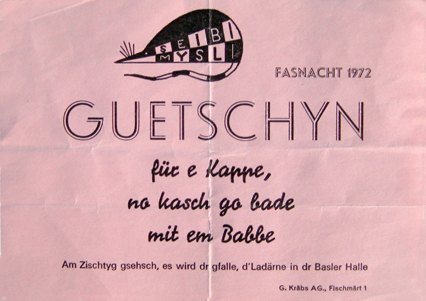 SEIBI
MYSLI
FASNACHT 1972
GUETSCHYN
für e Kappe,
no kasch go bade
mit em Babbe
Am Zischtyg gsehsch, es wird dr gfalle, d'Ladärne in dr Basler Halle
G. Kräbs AG., Fischmärt 1